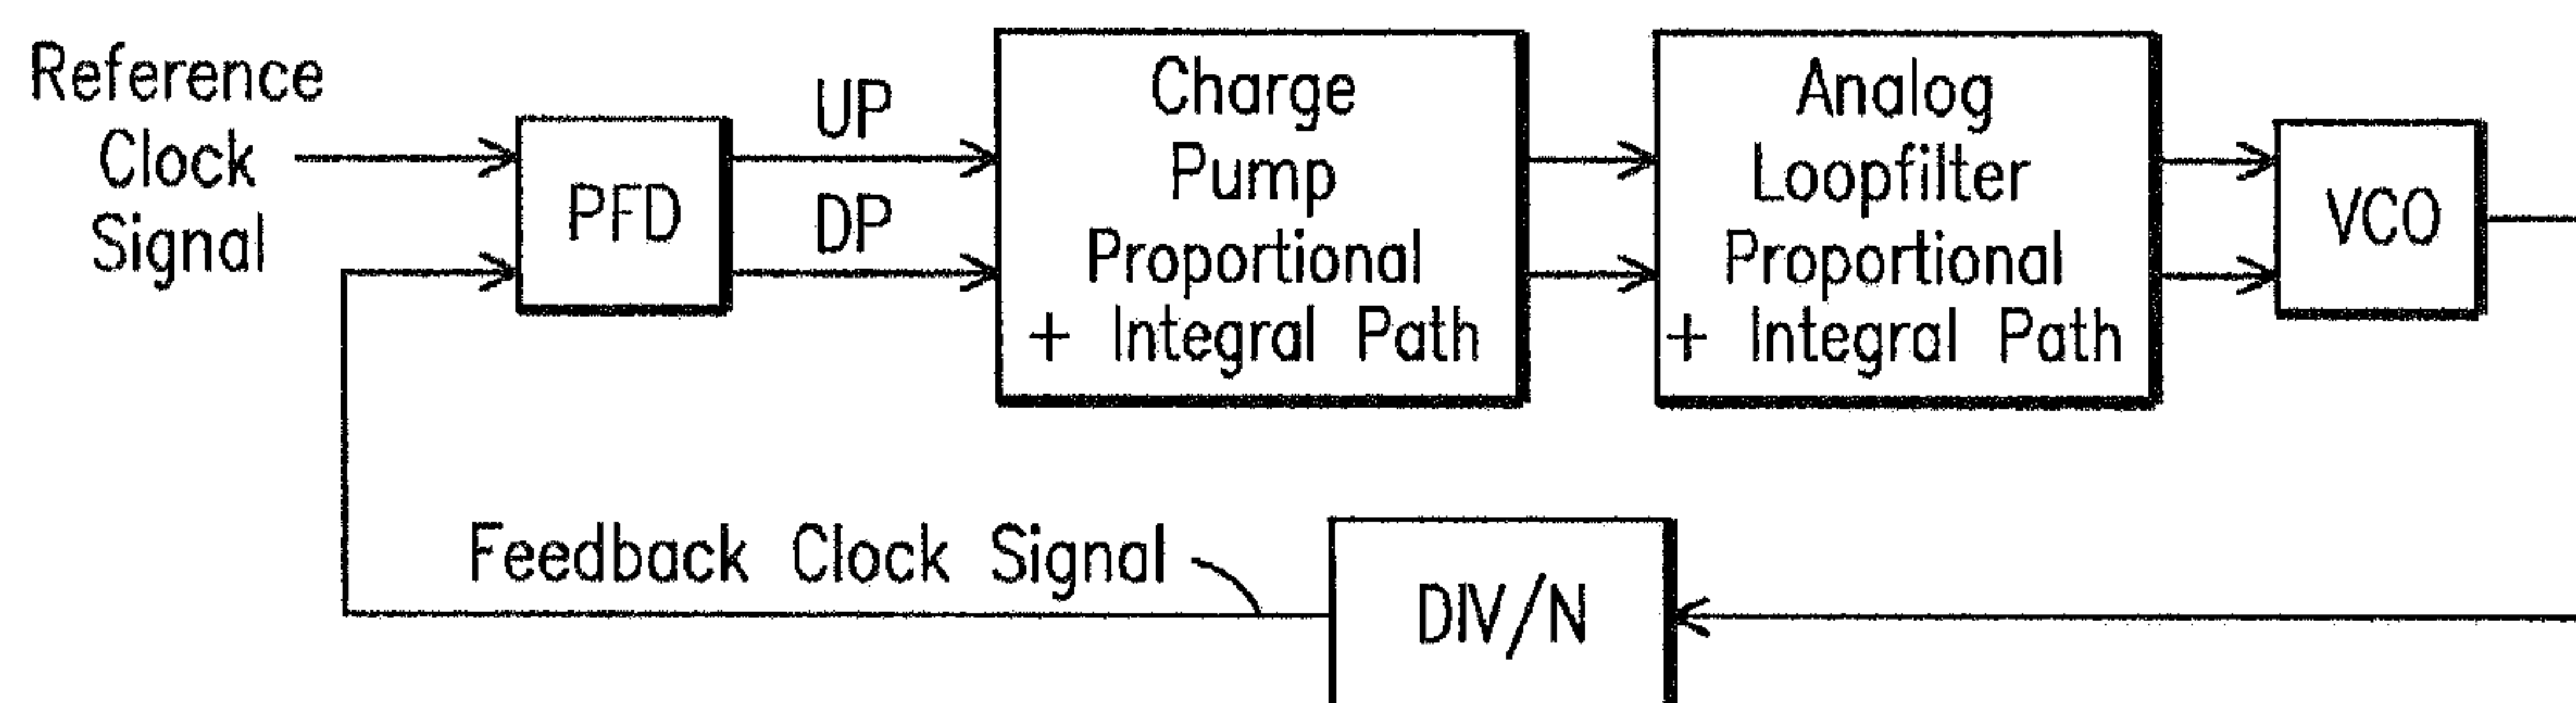 Reference
Clock
Signal
PFD
UP
DP
Charge
Pump
Proportional
+ Integral Path
Analog
Loopfilter
Proportional
+ Integral Path
VCO
Feedback Clock Signal
DIV/N